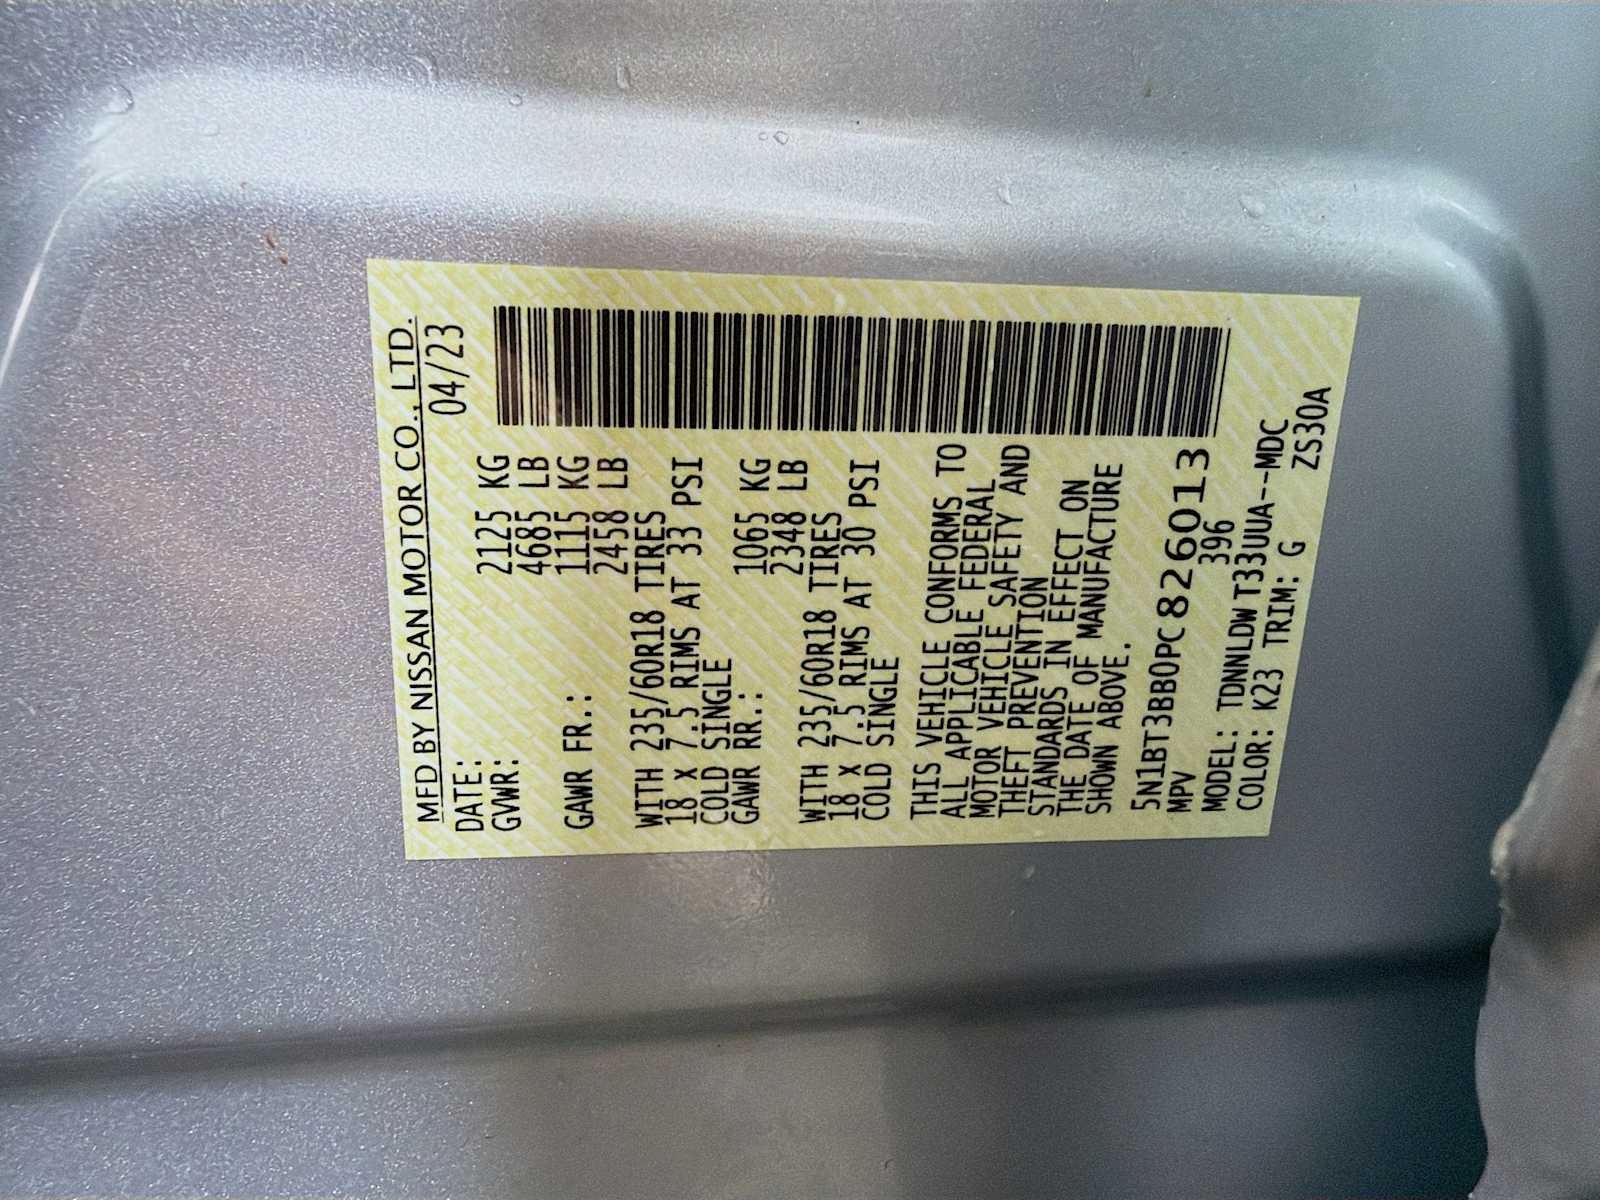 MFD BY NISSAN MOTOR CO., LTD.
DATE: 04/23
GVWR: 2125 KG
4685 LB
GAWR FR.: 1115 KG
2458 LB
WITH 235/60R18 TIRES
18 X 7.5 RIMS AT 33 PSI
COLD SINGLE
GAWR RR.: 1065 KG
2348 LB
WITH 235/60R18 TIRES
18 X 7.5 RIMS AT 30 PSI
COLD SINGLE
THIS VEHICLE CONFORMS TO
ALL APPLICABLE FEDERAL
MOTOR VEHICLE SAFETY AND
THEFT PREVENTION
STANDARDS IN EFFECT ON
THE DATE OF MANUFACTURE
SHOWN ABOVE.
5N1BT3BB0PC826013
MPV 396
MODEL: TDNNLDW T33UUA--MDC
COLOR: K23 TRIM: G ZS30A